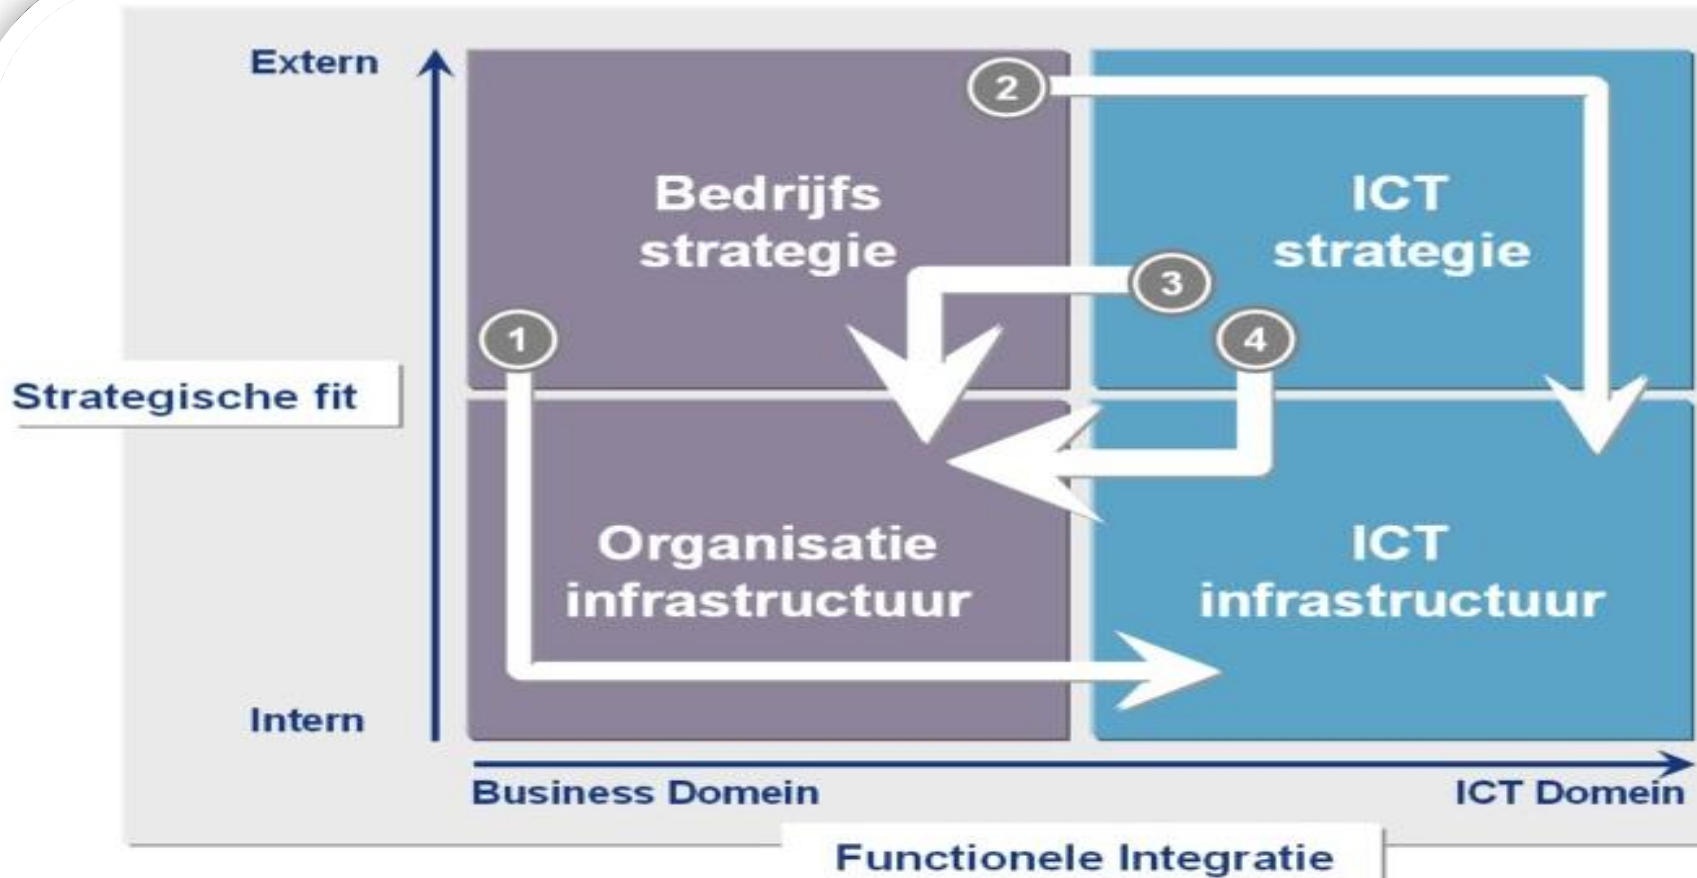 Extern
2
Bedrijfs
strategie
ICT
strategie
3
1
4
Strategische fit
Organisatie
infrastructuur
ICT
infrastructuur
Intern
Business Domein
ICT Domein
Functionele Integratie